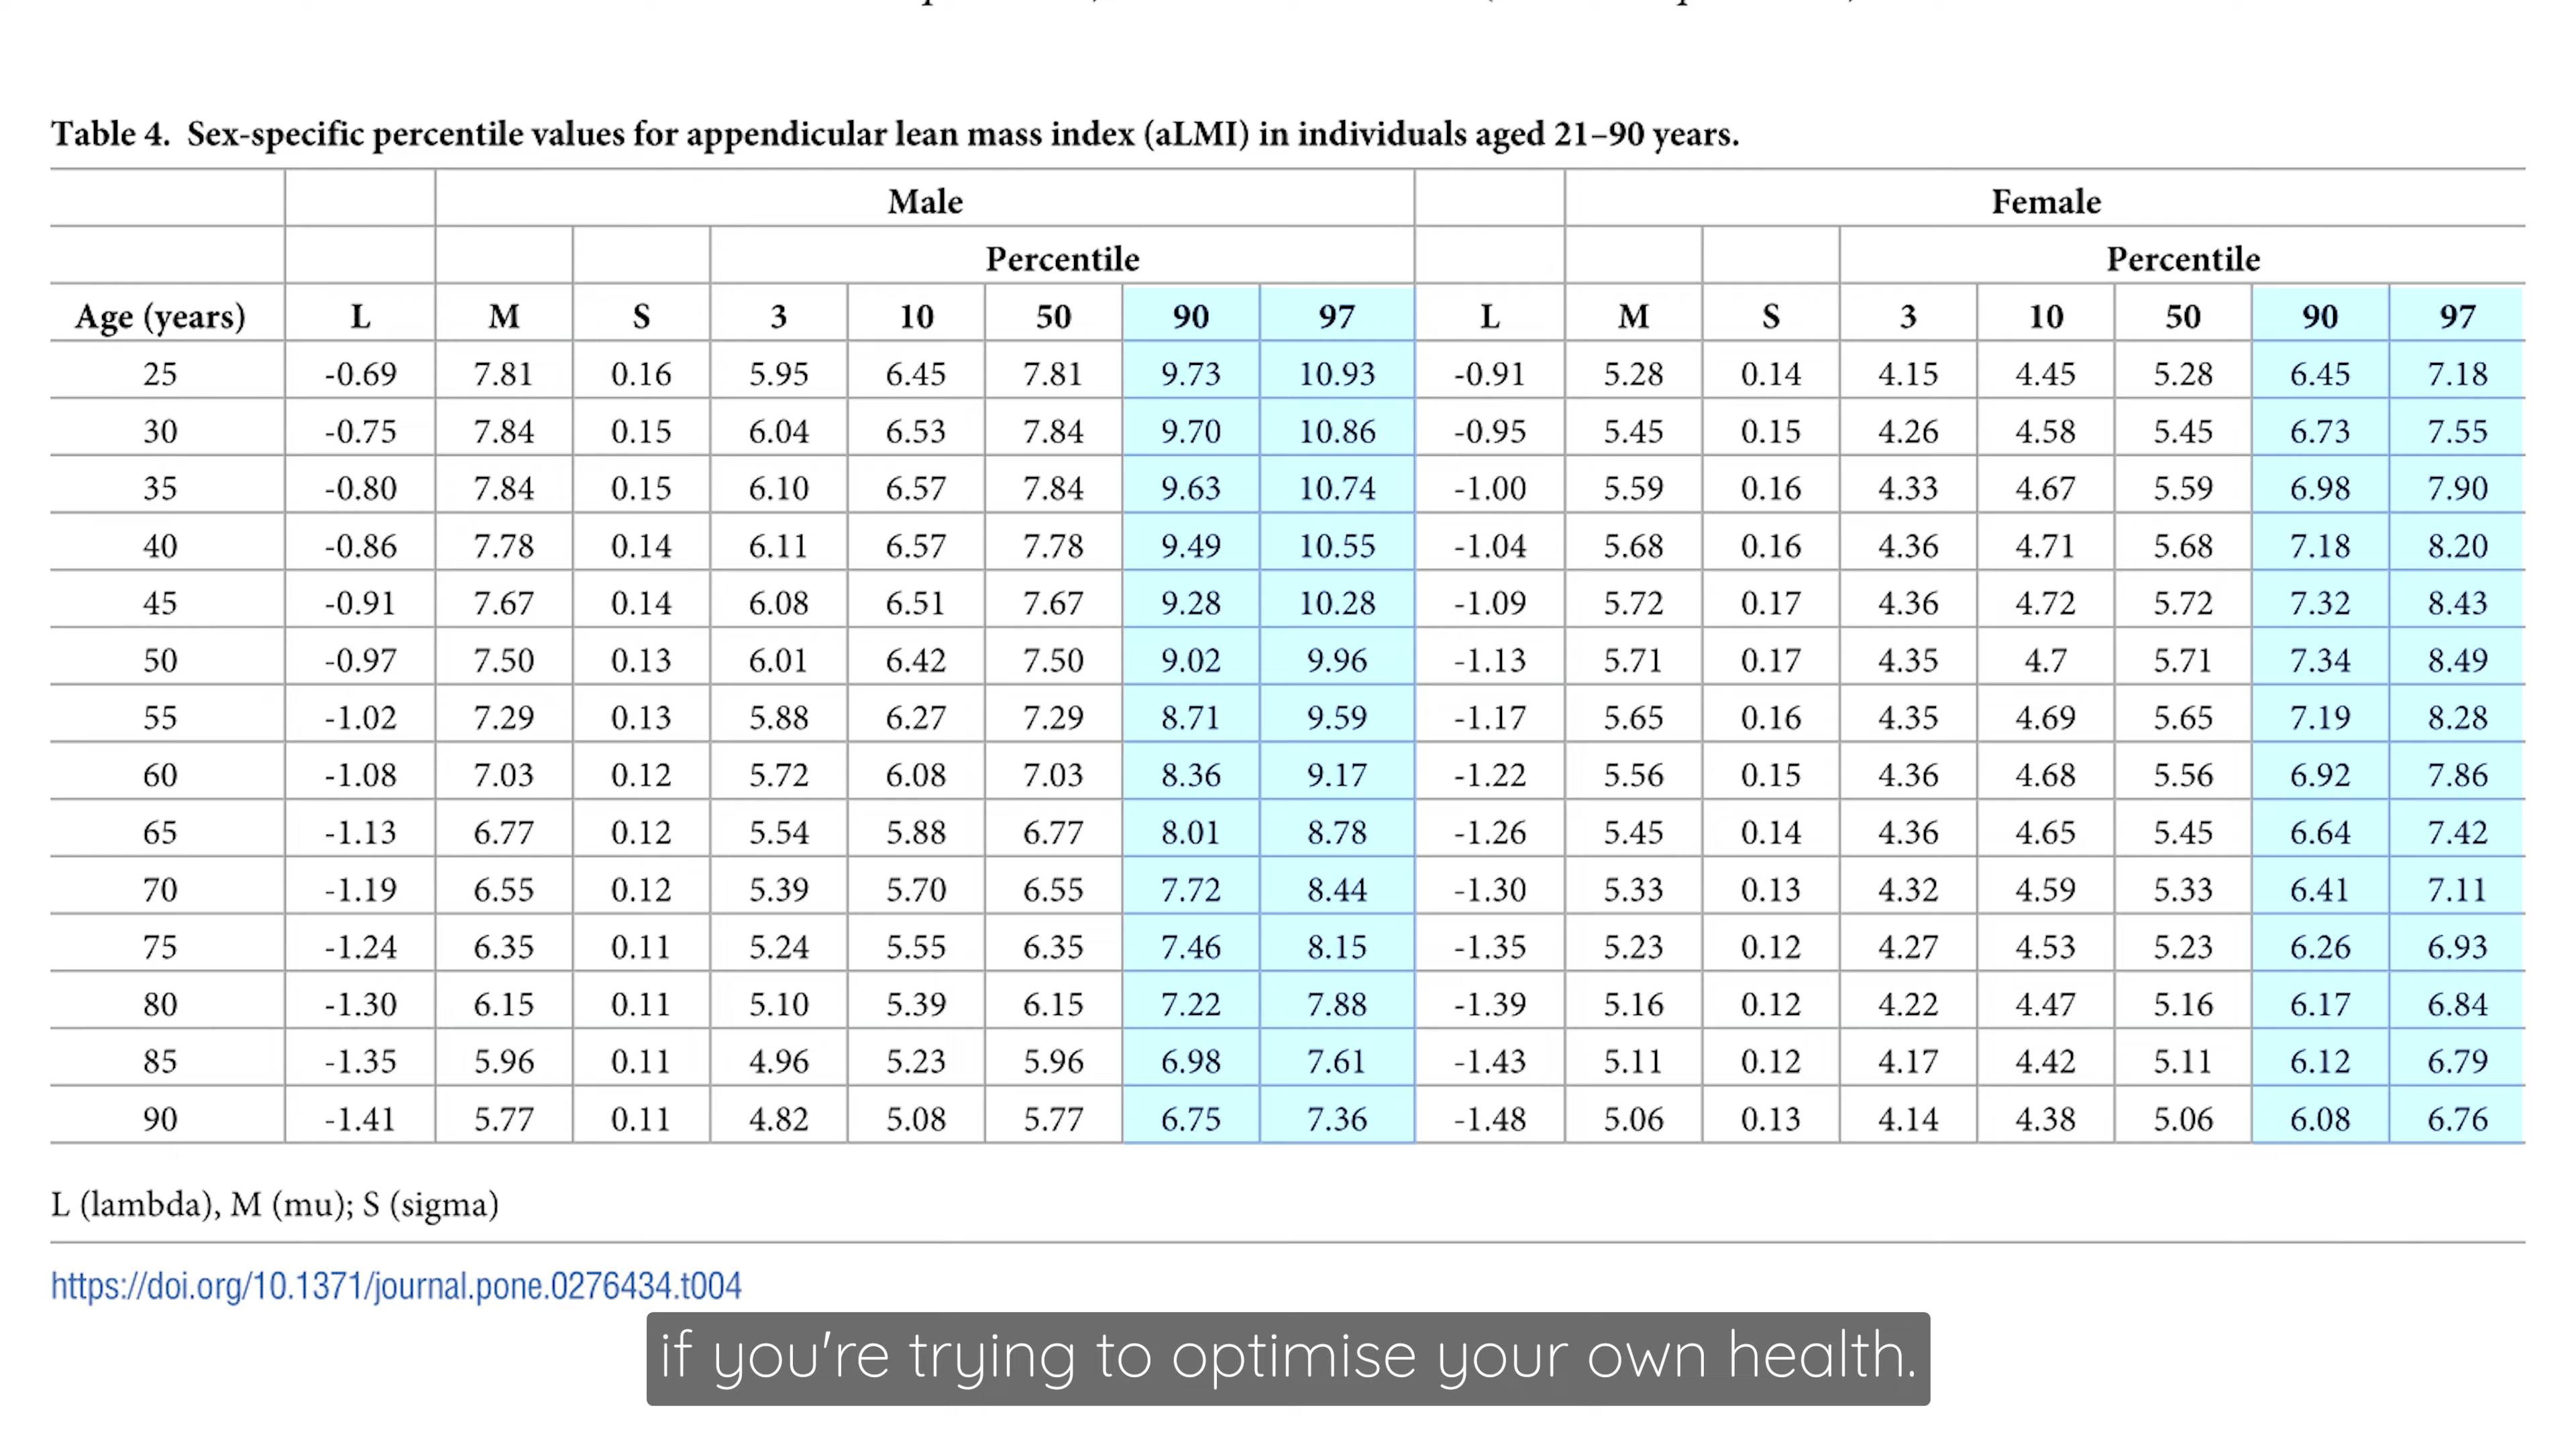 Table 4. Sex-specific percentile values for appendicular lean mass index (aLMI) in individuals aged 21–90 years.
Male Female
Percentile Percentile
Age (years) L M S 3 10 50 90 97 L M S 3 10 50 90 97
25 -0.69 7.81 0.16 5.95 6.45 7.81 9.73 10.93 -0.91 5.28 0.14 4.15 4.45 5.28 6.45 7.18
30 -0.75 7.84 0.15 6.04 6.53 7.84 9.70 10.86 -0.95 5.45 0.15 4.26 4.58 5.45 6.73 7.55
35 -0.80 7.84 0.15 6.10 6.57 7.84 9.63 10.74 -1.00 5.59 0.16 4.33 4.67 5.59 6.98 7.90
40 -0.86 7.78 0.14 6.11 6.57 7.78 9.49 10.55 -1.04 5.68 0.16 4.36 4.71 5.68 7.18 8.20
45 -0.91 7.67 0.14 6.08 6.51 7.67 9.28 10.28 -1.09 5.72 0.17 4.36 4.72 5.72 7.32 8.43
50 -0.97 7.50 0.13 6.01 6.42 7.50 9.02 9.96 -1.13 5.71 0.17 4.35 4.7 5.71 7.34 8.49
55 -1.02 7.29 0.13 5.88 6.27 7.29 8.71 9.59 -1.17 5.65 0.16 4.35 4.69 5.65 7.19 8.28
60 -1.08 7.03 0.12 5.72 6.08 7.03 8.36 9.17 -1.22 5.56 0.15 4.36 4.68 5.56 6.92 7.86
65 -1.13 6.77 0.12 5.54 5.88 6.77 8.01 8.78 -1.26 5.45 0.14 4.36 4.65 5.45 6.64 7.42
70 -1.19 6.55 0.12 5.39 5.70 6.55 7.72 8.44 -1.30 5.33 0.13 4.32 4.59 5.33 6.41 7.11
75 -1.24 6.35 0.11 5.24 5.55 6.35 7.46 8.15 -1.35 5.23 0.12 4.27 4.53 5.23 6.26 6.93
80 -1.30 6.15 0.11 5.10 5.39 6.15 7.22 7.88 -1.39 5.16 0.12 4.22 4.47 5.16 6.17 6.84
85 -1.35 5.96 0.11 4.96 5.23 5.96 6.98 7.61 -1.43 5.11 0.12 4.17 4.42 5.11 6.12 6.79
90 -1.41 5.77 0.11 4.82 5.08 5.77 6.75 7.36 -1.48 5.06 0.13 4.14 4.38 5.06 6.08 6.76
L (lambda), M (mu); S (sigma)
https://doi.org/10.1371/journal.pone.0276434.t004
if you're trying to optimise your own health.